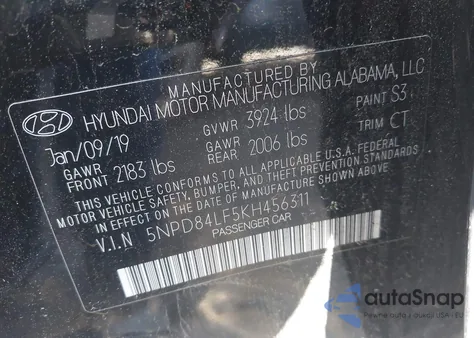 MANUFACTURED BY
HYUNDAI MOTOR MANUFACTURING ALABAMA, LLC
Jan/09/19 GVWR 3924 lbs PAINT S3
GAWR FRONT 2183 lbs GAWR REAR 2006 lbs TRIM CT
THIS VEHICLE CONFORMS TO ALL APPLICABLE U.S.A. FEDERAL
MOTOR VEHICLE SAFETY, BUMPER, AND THEFT PREVENTION STANDARDS
IN EFFECT ON THE DATE OF MANUFACTURE SHOWN ABOVE.
V.I.N 5NPD84LF5KH456311
PASSENGER CAR
autoSnap